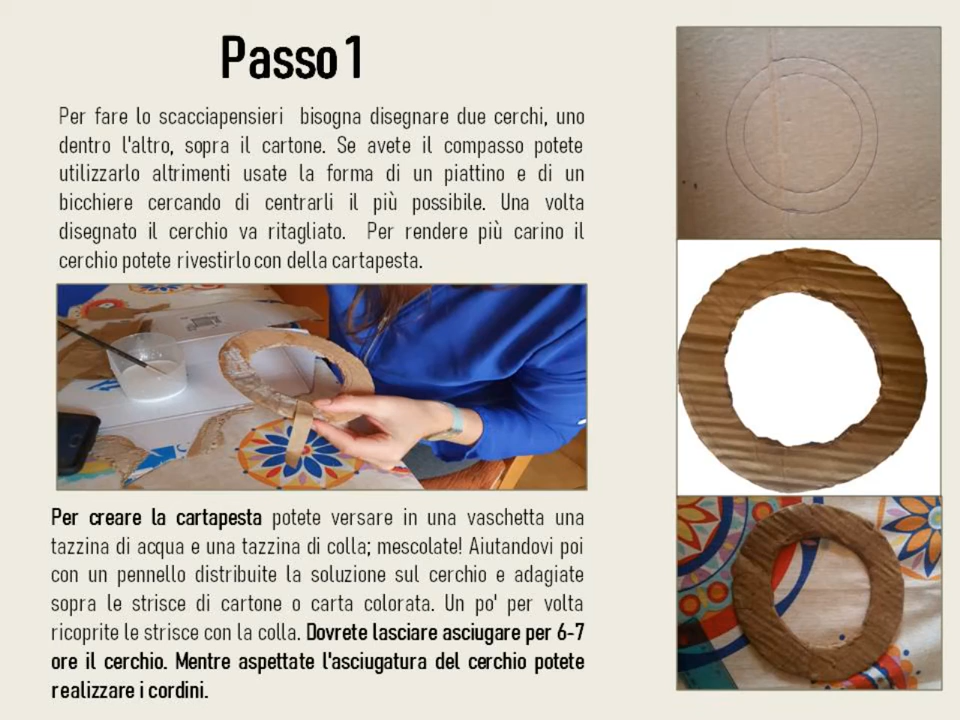 Passo 1
Per fare lo scacciapensieri bisogna disegnare due cerchi, uno
dentro l'altro, sopra il cartone. Se avete il compasso potete
utilizzarlo altrimenti usate la forma di un piattino e di un
bicchiere cercando di centrarli il più possibile. Una volta
disegnato il cerchio va ritagliato. Per rendere più carino il
cerchio potete rivestirlo con della cartapesta.
Per creare la cartapesta potete versare in una vaschetta una
tazzina di acqua e una tazzina di colla; mescolate! Aiutandovi poi
con un pennello distribuite la soluzione sul cerchio e adagiate
sopra le strisce di cartone o carta colorata. Un po' per volta
ricoprite le strisce con la colla. Dovrete lasciare asciugare per 6-7
ore il cerchio. Mentre aspettate l'asciugatura del cerchio potete
realizzare i cordini.